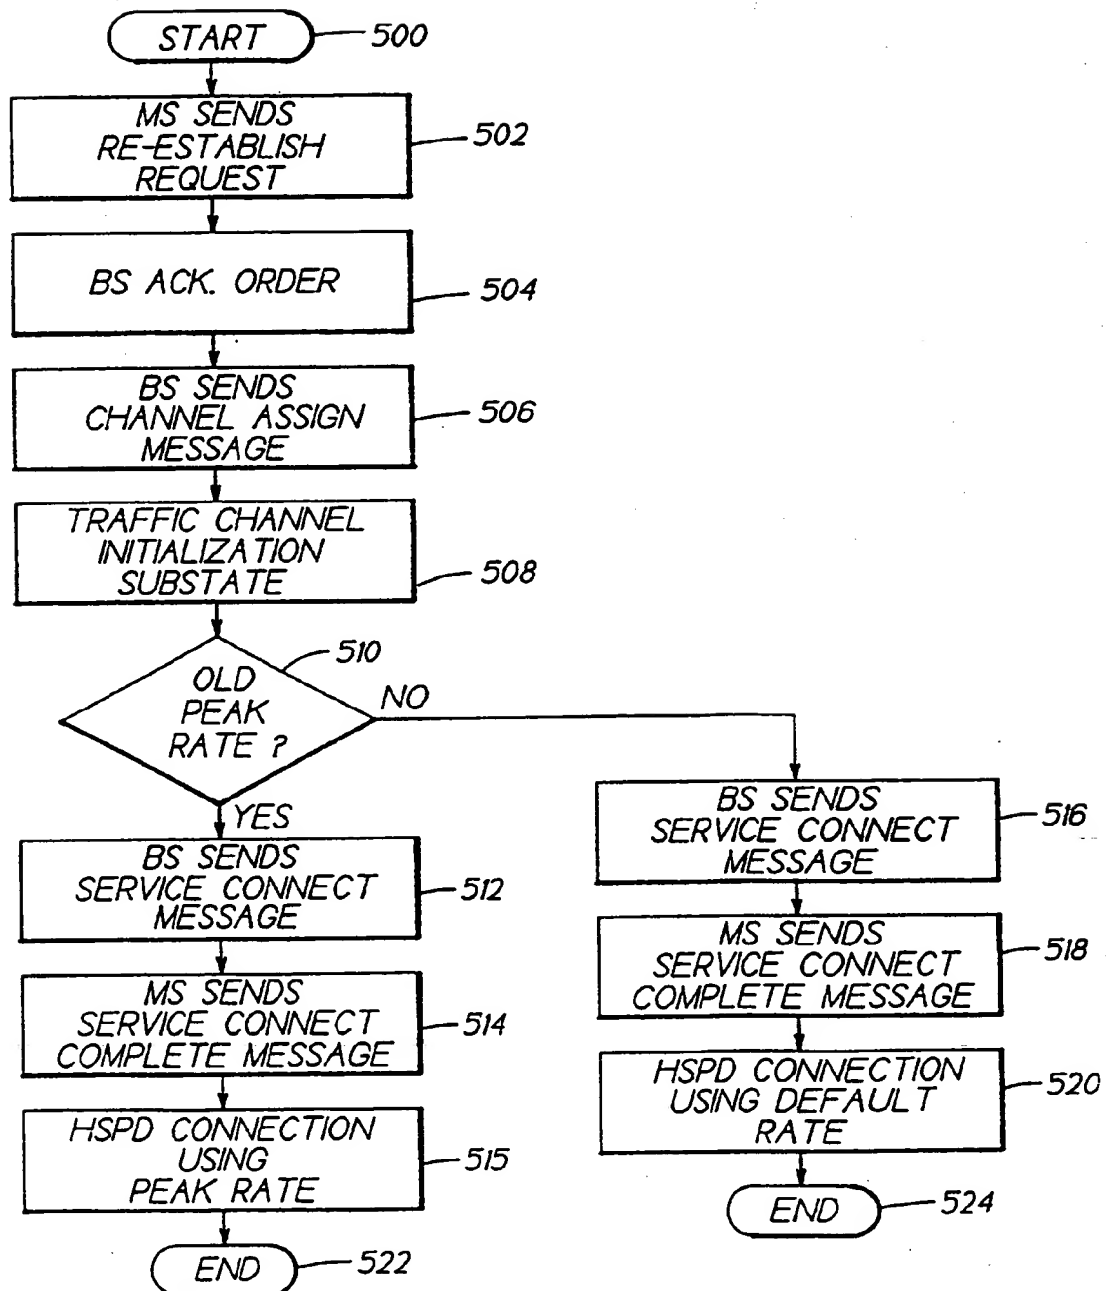 START
500
MS SENDS
RE-ESTABLISH
REQUEST
502
BS ACK. ORDER
504
BS SENDS
CHANNEL ASSIGN
MESSAGE
506
TRAFFIC CHANNEL
INITIALIZATION
SUBSTATE
508
OLD
PEAK
RATE ?
510
NO
YES
BS SENDS
SERVICE CONNECT
MESSAGE
512
MS SENDS
SERVICE CONNECT
COMPLETE MESSAGE
514
HSPD CONNECTION
USING
PEAK RATE
515
END
522
BS SENDS
SERVICE CONNECT
MESSAGE
516
MS SENDS
SERVICE CONNECT
COMPLETE MESSAGE
518
HSPD CONNECTION
USING DEFAULT
RATE
520
END
524